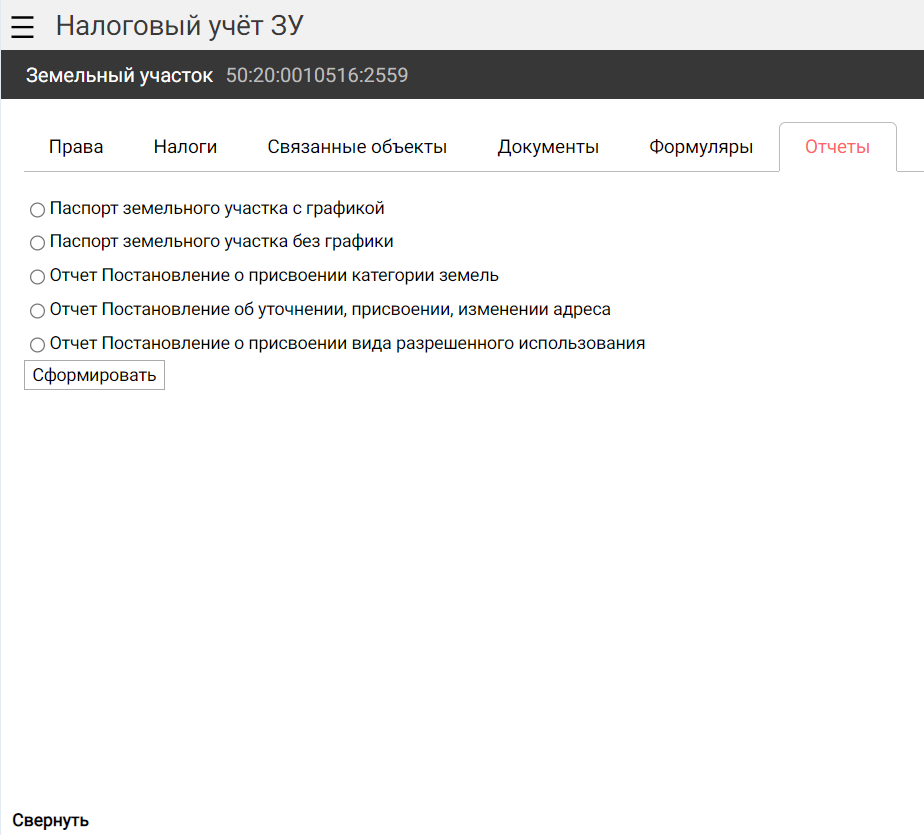 Налоговый учёт ЗУ
Земельный участок 50:20:0010516:2559
Права Налоги Связанные объекты Документы Формуляры Отчеты
Паспорт земельного участка с графикой
Паспорт земельного участка без графики
Отчет Постановление о присвоении категории земель
Отчет Постановление об уточнении, присвоении, изменении адреса
Отчет Постановление о присвоении вида разрешенного использования
Сформировать
Свернуть